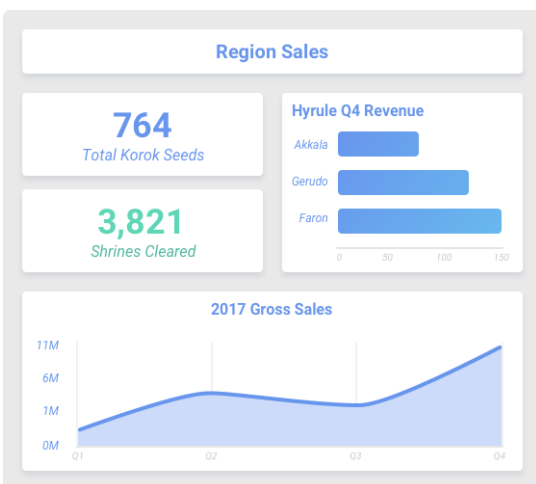 Region Sales
764
Total Korok Seeds
3,821
Shrines Cleared
Hyrule Q4 Revenue
Akkala
Gerudo
Faron
0 50 100 150
2017 Gross Sales
11M
6M
1M
0M
Q1 Q2 Q3 Q4